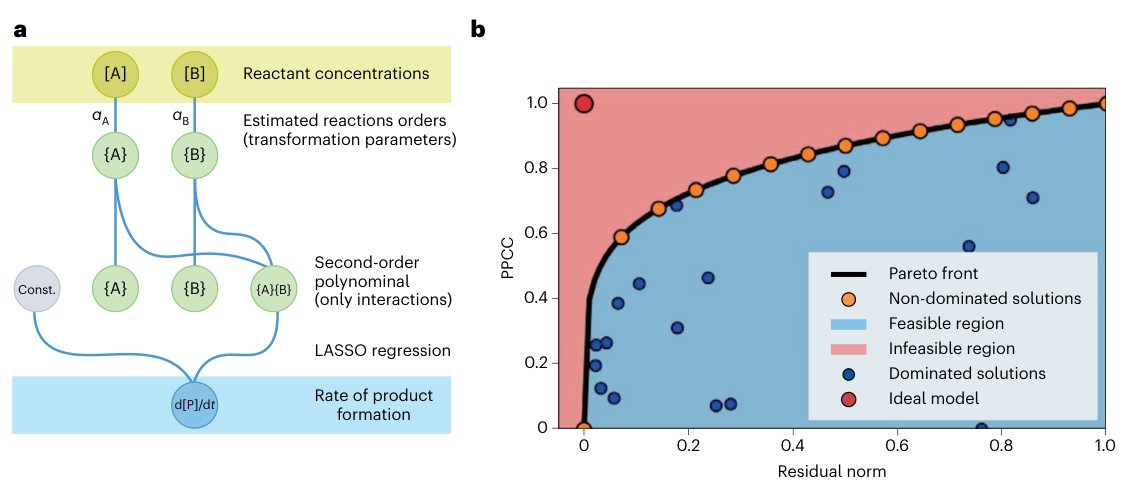 a
[A]
[B]
Reactant concentrations
αA
αB
Estimated reactions orders
(transformation parameters)
{A}
{B}
Second-order
polynominal
(only interactions)
Const.
{A}
{B}
{A}{B}
LASSO regression
d[P]/dt
Rate of product
formation
b
PPCC
1.0
0.8
0.6
0.4
0.2
0
0
0.2
0.4
0.6
0.8
1.0
Residual norm
Pareto front
Non-dominated solutions
Feasible region
Infeasible region
Dominated solutions
Ideal model